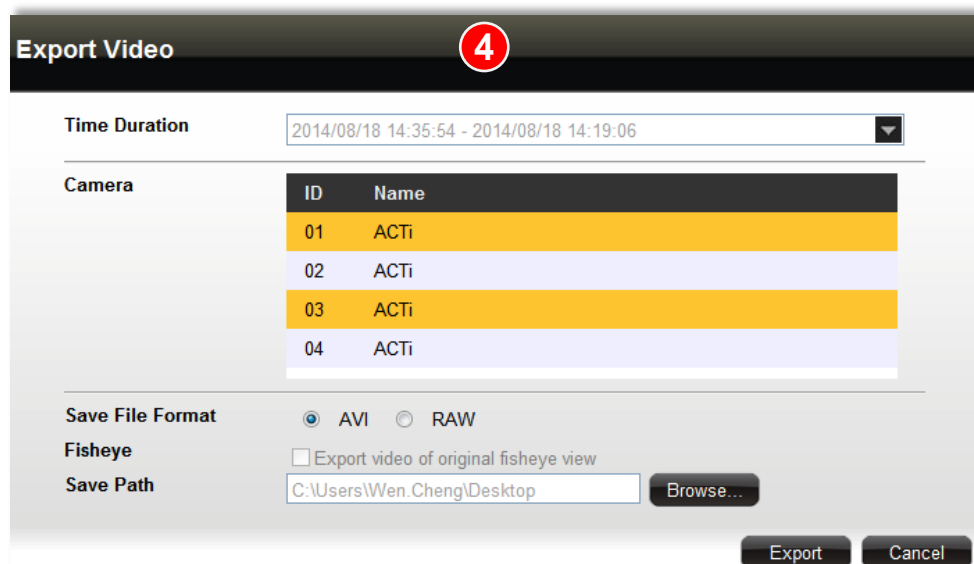 Export Video
4
Time Duration 2014/08/18 14:35:54 - 2014/08/18 14:19:06
Camera
ID Name
01 ACTi
02 ACTi
03 ACTi
04 ACTi
Save File Format AVI RAW
Fisheye Export video of original fisheye view
Save Path C:\Users\Wen.Cheng\Desktop Browse...
Export Cancel